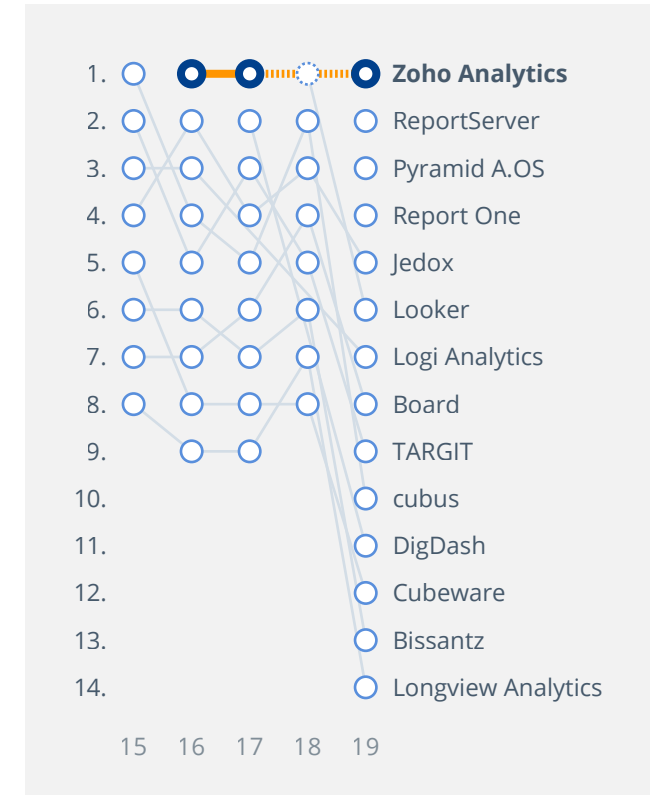 1. Zoho Analytics
2. ReportServer
3. Pyramid A.OS
4. Report One
5. Jedox
6. Looker
7. Logi Analytics
8. Board
9. TARGIT
10. cubus
11. DigDash
12. Cubeware
13. Bissantz
14. Longview Analytics
15 16 17 18 19